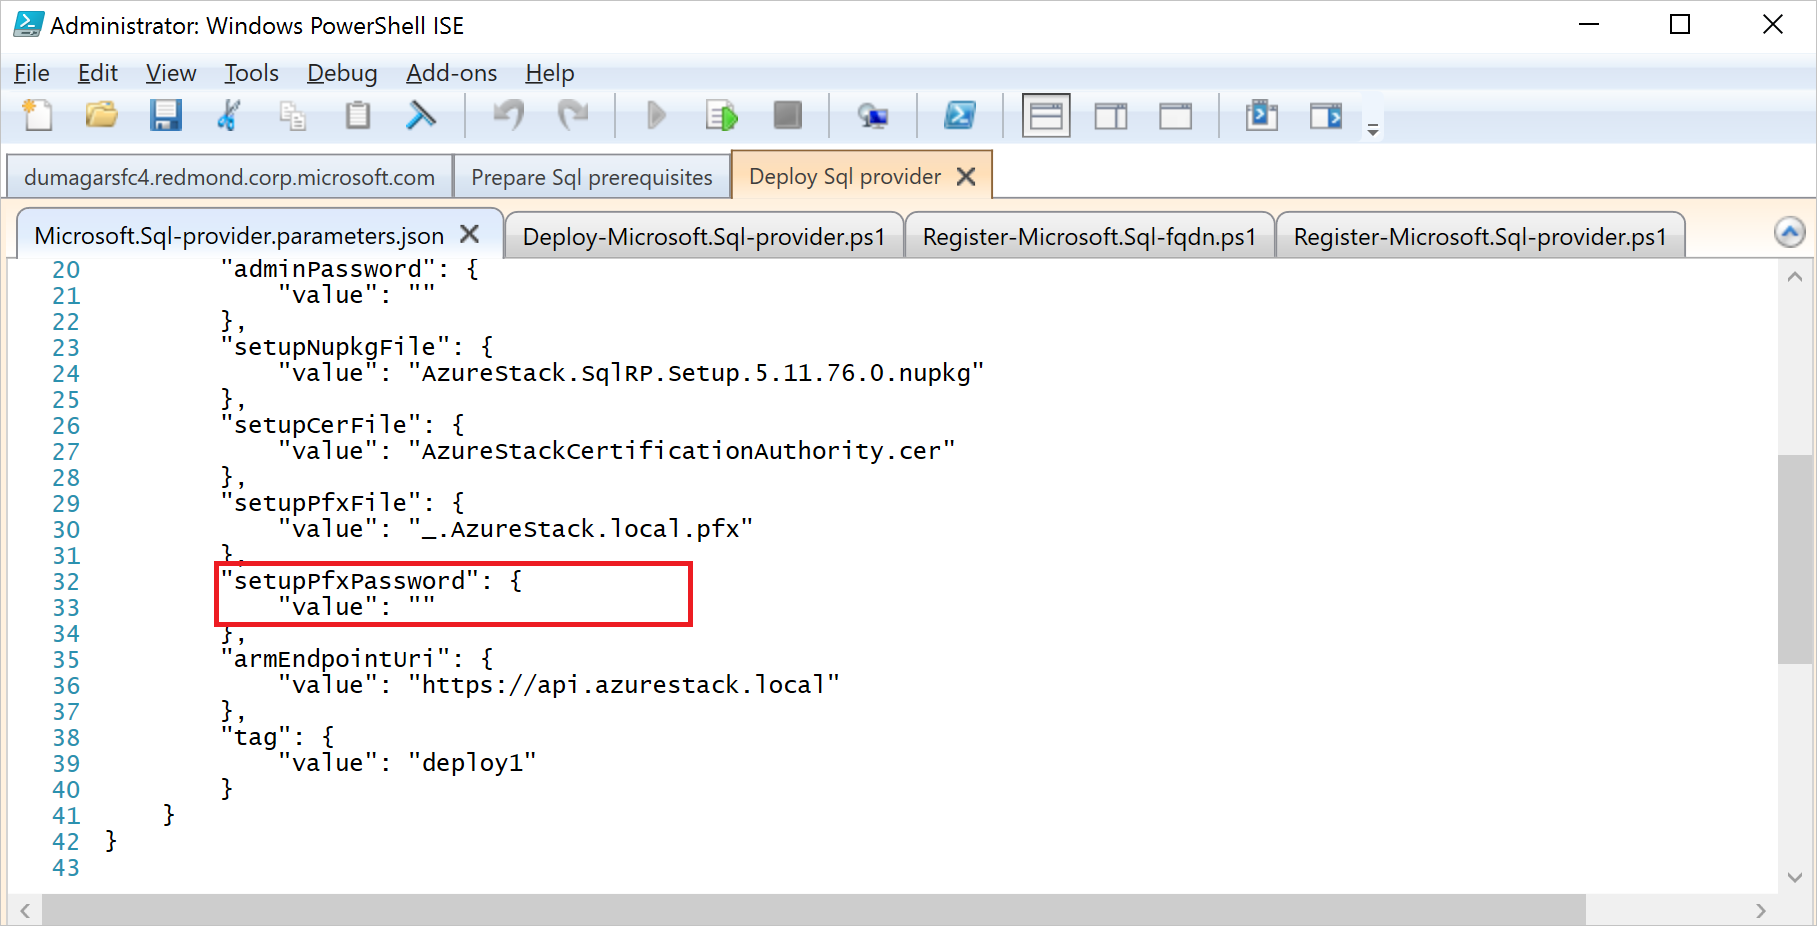 Administrator: Windows PowerShell ISE
File Edit View Tools Debug Add-ons Help
dumagarsfc4.redmond.corp.microsoft.com Prepare Sql prerequisites Deploy Sql provider
Microsoft.Sql-provider.parameters.json Deploy-Microsoft.Sql-provider.ps1 Register-Microsoft.Sql-fqdn.ps1 Register-Microsoft.Sql-provider.ps1
20 "adminPassword": {
21 "value": ""
22 },
23 "setupNupkgFile": {
24 "value": "AzureStack.SqlRP.Setup.5.11.76.0.nupkg"
25 },
26 "setupCerFile": {
27 "value": "AzureStackCertificationAuthority.cer"
28 },
29 "setupPfxFile": {
30 "value": "_.AzureStack.local.pfx"
31 },
32 "setupPfxPassword": {
33 "value": ""
34 },
35 "armEndpointUri": {
36 "value": "https://api.azurestack.local"
37 },
38 "tag": {
39 "value": "deploy1"
40 }
41 }
42 }
43